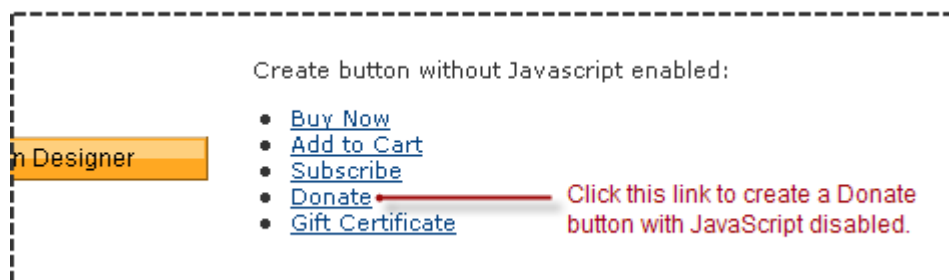 Create button without Javascript enabled:
Buy Now
Add to Cart
n Designer
Subscribe
Donate
Click this link to create a Donate
button with JavaScript disabled.
Gift Certificate